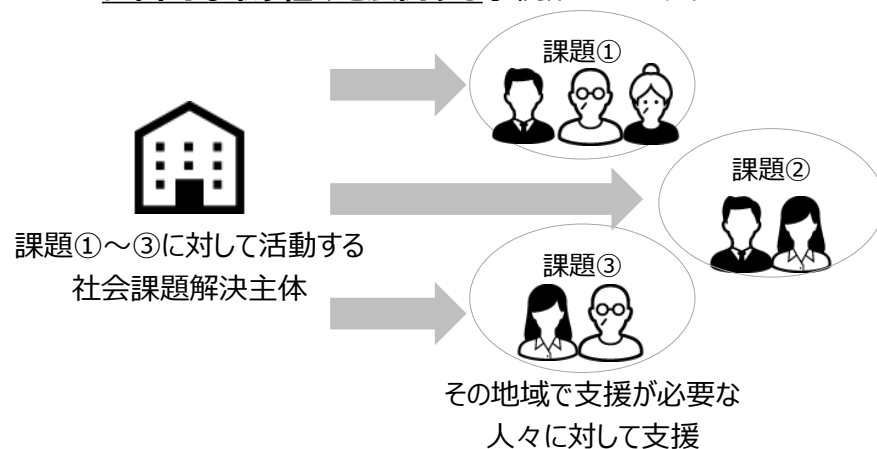 課題①
課題②
課題①～③に対して活動する
社会課題解決主体
課題③
その地域で支援が必要な
人々に対して支援